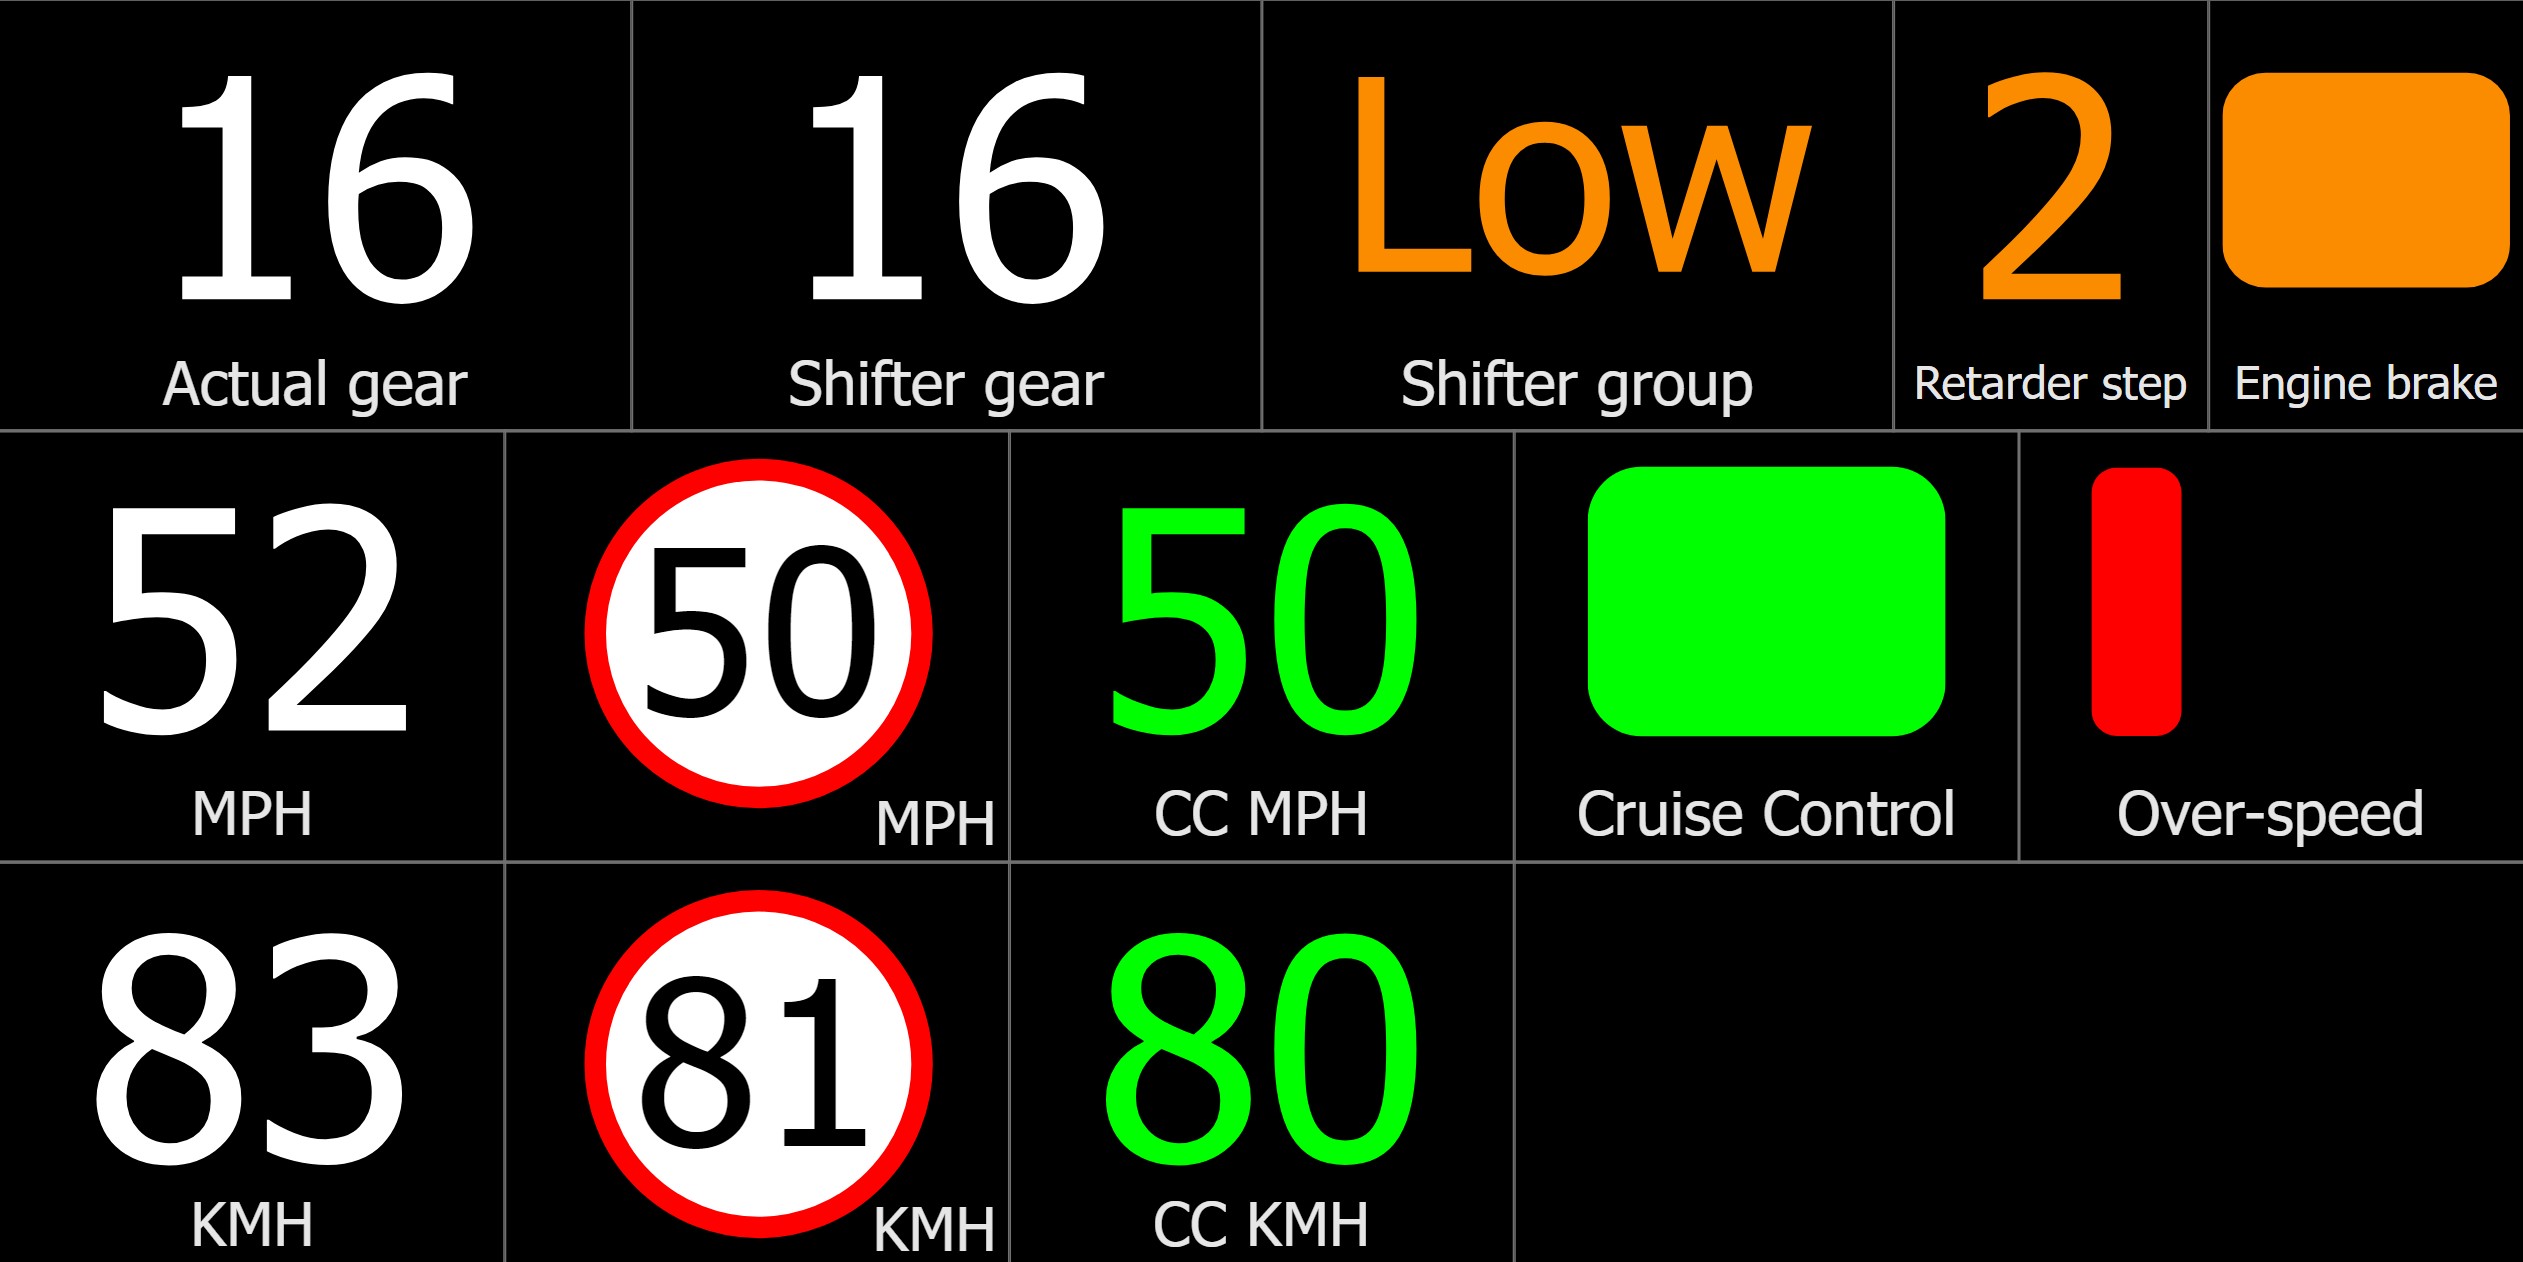 16 16 Low 2
Actual gear Shifter gear Shifter group Retarder step Engine brake
52 50 50
MPH MPH CC MPH Cruise Control Over-speed
83 81 80
KMH KMH CC KMH